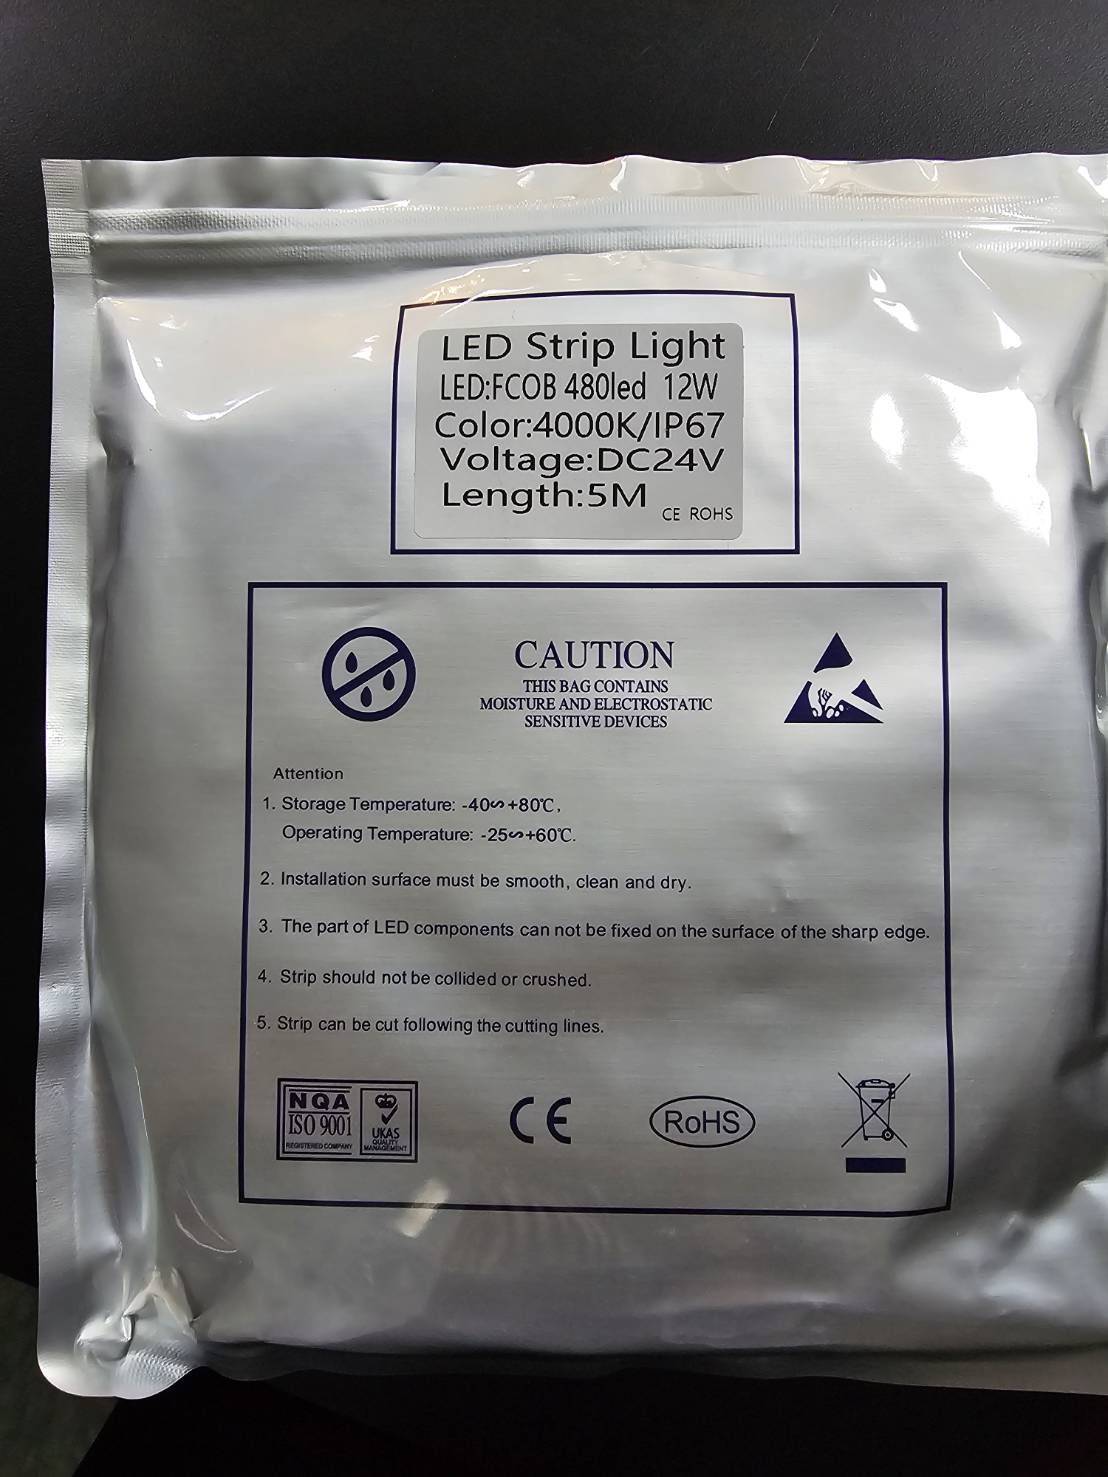 LED Strip Light
LED:FCOB 480led 12W
Color:4000K/IP67
Voltage:DC24V
Length:5M
CE ROHS
CAUTION
THIS BAG CONTAINS
MOISTURE AND ELECTROSTATIC
SENSITIVE DEVICES
Attention
1. Storage Temperature: -40∽+80℃,
Operating Temperature: -25∽+60℃.
2. Installation surface must be smooth, clean and dry.
3. The part of LED components can not be fixed on the surface of the sharp edge.
4. Strip should not be collided or crushed.
5. Strip can be cut following the cutting lines.
NQA
ISO 9001
REGISTERED COMPANY
UKAS
QUALITY
MANAGEMENT
CE
RoHS